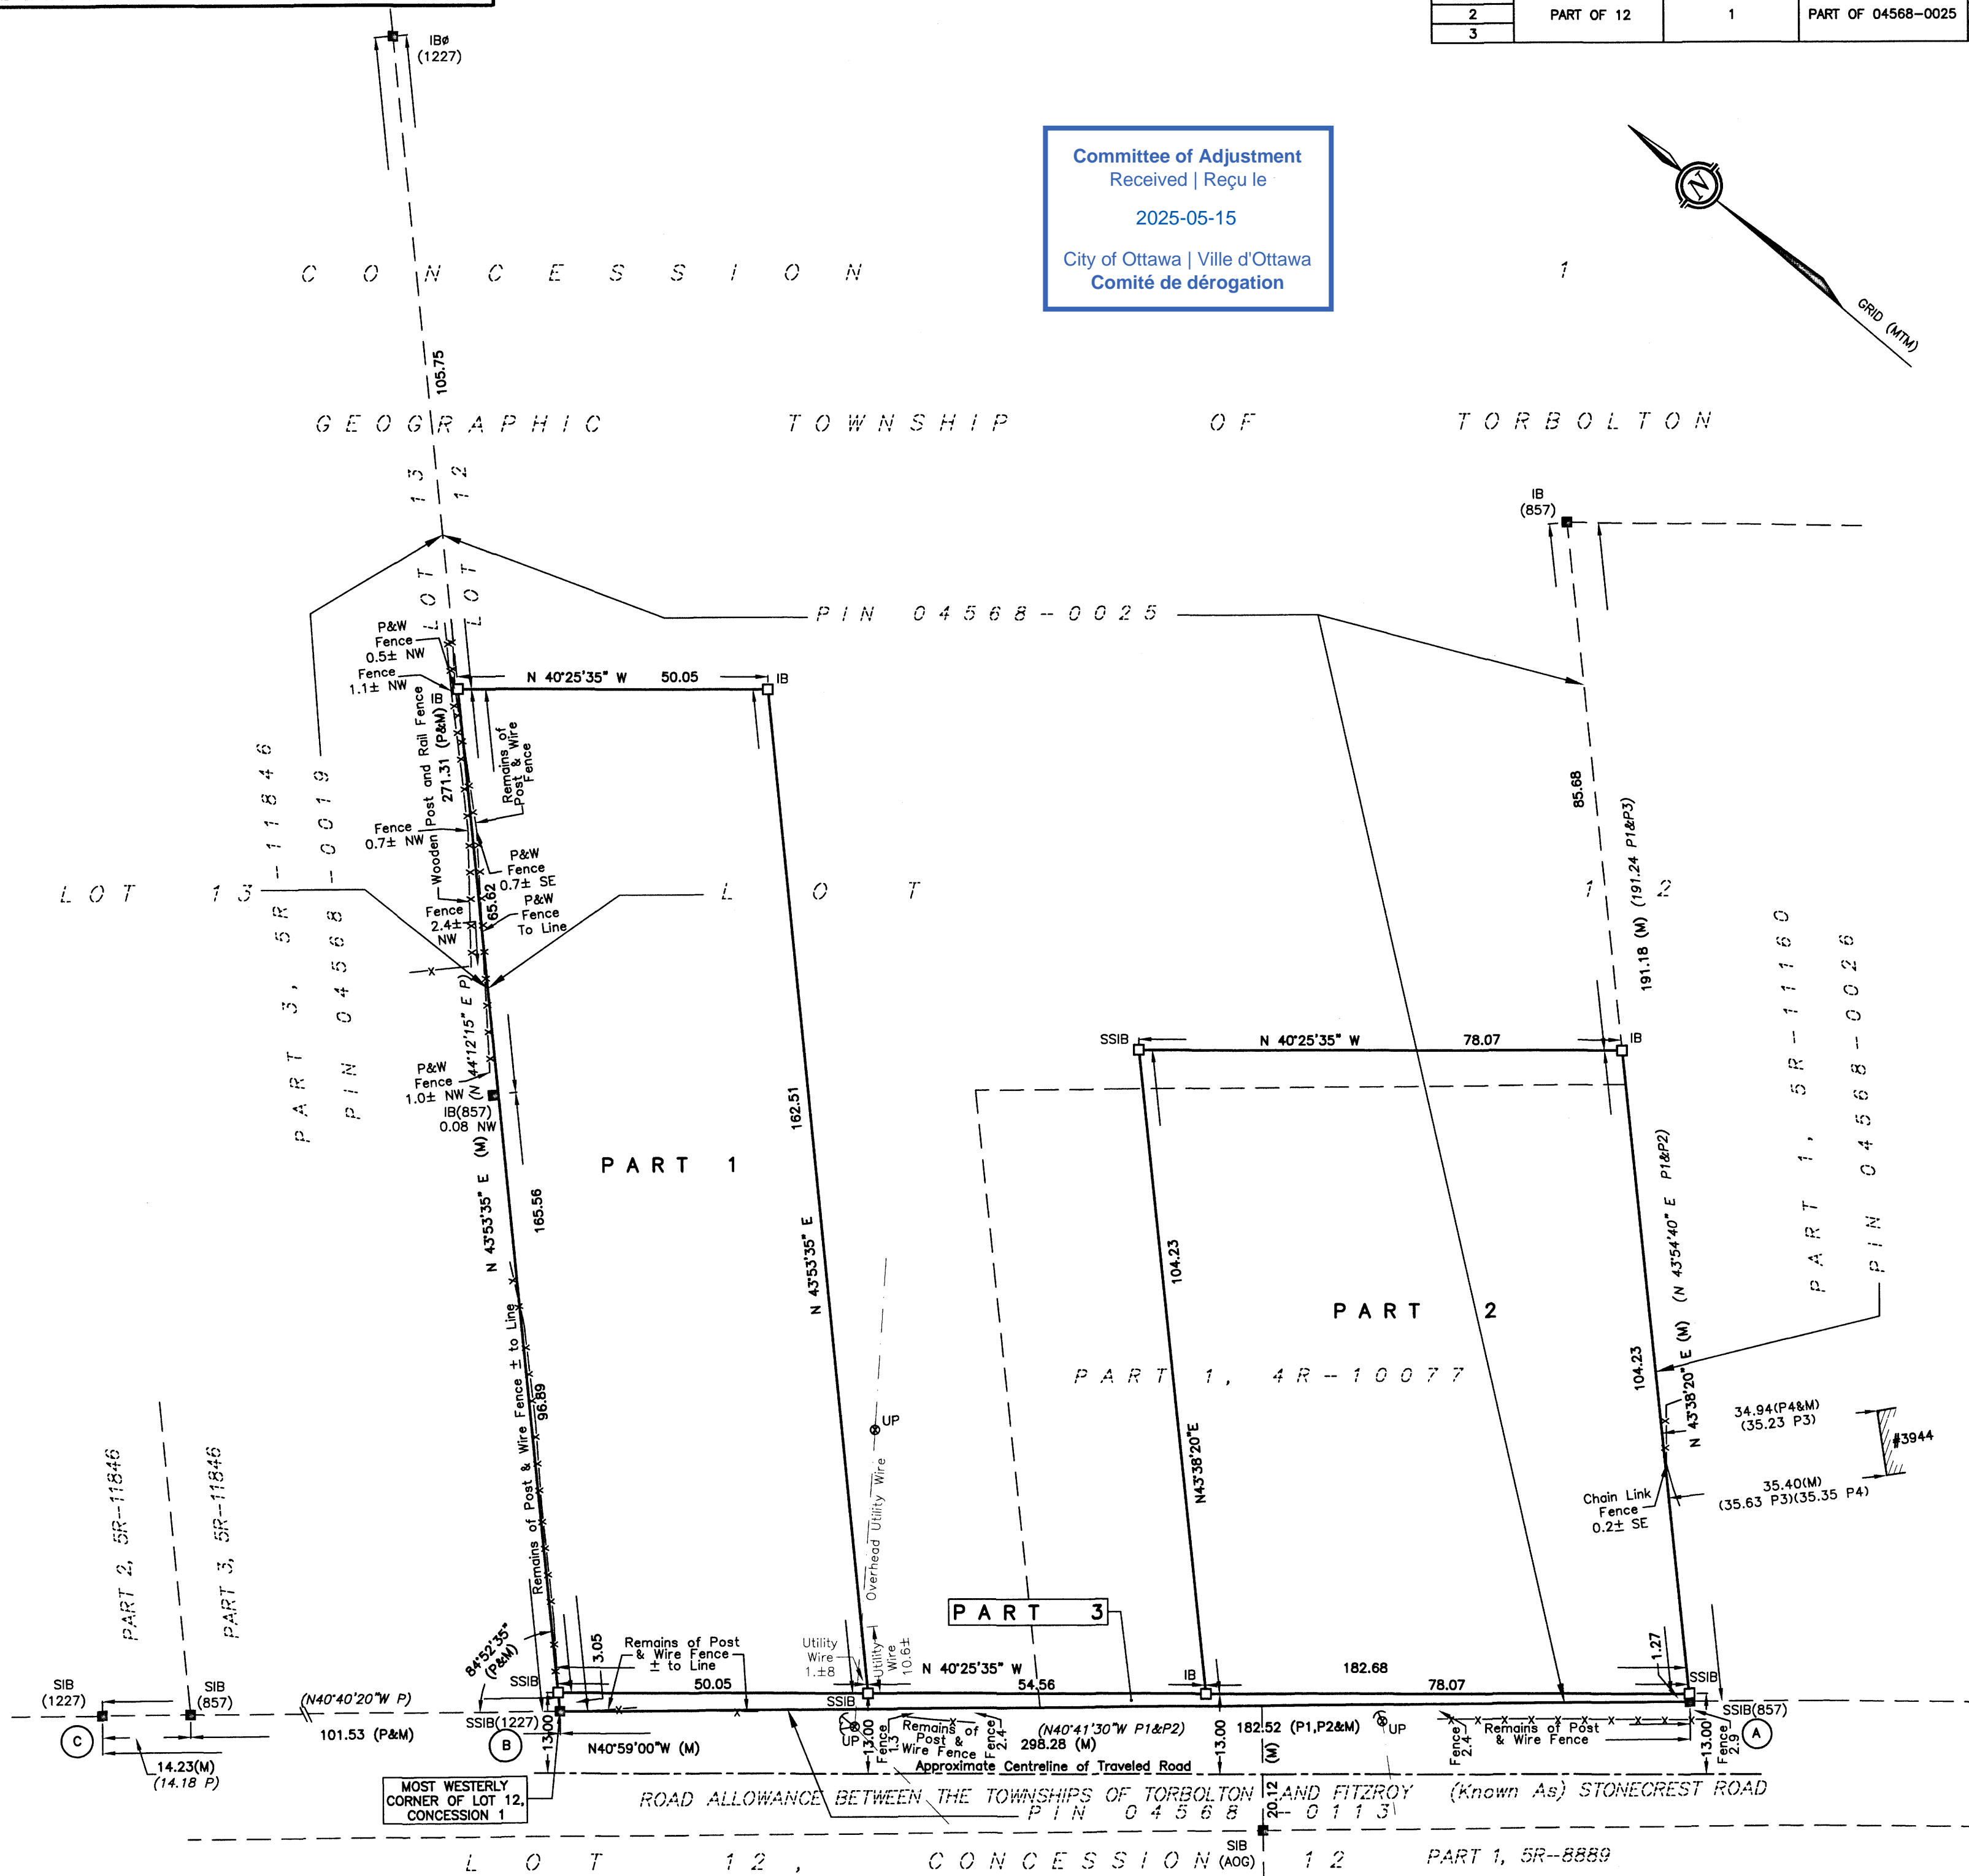 2 PART OF 12 1 PART OF 04568-0025
3
IBø
(1227)
Committee of Adjustment
Received | Reçu le
2025-05-15
City of Ottawa | Ville d'Ottawa
Comité de dérogation
N
GRID (MTM)
CONCESSION 1
105.75
GEOGRAPHIC TOWNSHIP OF TORBOLTON
LOT 13
LOT 12
IB
(857)
PIN 04568-0025
P&W
Fence
0.5± NW
Fence
1.1± NW
IB
N 40°25'35" W 50.05
IB
271.31 (P&M)
Wooden Post and Rail Fence
Remains of
Post & Wire
Fence
PART 3, 5R-11846
PIN 04568-0019
Fence
0.7± NW
P&W
Fence
0.7± SE
P&W
Fence
To Line
65.62
Fence
2.4±
NW
LOT 13
LOT 12
85.68
191.18 (M) (191.24 P1&P3)
PART 1, 5R-11160
PIN 04568-0026
(N 44°12'15" E P)
P&W
Fence
1.0± NW
IB(857)
0.08 NW
N 43°53'35" E (M)
165.56
PART 1
162.51
N 43°53'35" E
SSIB
N 40°25'35" W 78.07
IB
104.23
N43°38'20"E
PART 2
PART 1, 4R-10077
104.23
N 43°38'20" E (M) (N 43°54'40" E P1&P2)
34.94(P4&M)
(35.23 P3)
#3944
35.40(M)
(35.63 P3)(35.35 P4)
Chain Link
Fence
0.2± SE
Remains of Post & Wire Fence ± to Line
96.89
UP
Overhead Utility Wire
PART 2, 5R-11846
PART 3, 5R-11846
PART 3
84°52'35"
(P&M)
SSIB
3.05
Remains of Post
& Wire Fence
± to Line
50.05
Utility
Wire
1.±8
Utility
Wire
10.6±
SSIB
N 40°25'35" W
54.56
IB
182.68
78.07
1.27
SSIB
SIB
(1227)
SIB
(857)
(N40°40'20"W P)
101.53 (P&M)
C
14.23(M)
(14.18 P)
SSIB(1227)
B
13.00
N40°59'00"W (M)
UP
13.00
Fence
1.3
Remains of
Post &
Wire Fence
Fence
2.4
(N40°41'30"W P1&P2)
298.28 (M)
13.00
182.52 (P1,P2&M)
UP
Fence
2.4
Remains of Post
& Wire Fence
13.00
Fence
2.9
SSIB(857)
A
Approximate Centreline of Traveled Road
MOST WESTERLY
CORNER OF LOT 12,
CONCESSION 1
ROAD ALLOWANCE BETWEEN THE TOWNSHIPS OF TORBOLTON AND FITZROY (Known As) STONECREST ROAD
PIN 04568-0113
20.12 (M)
SIB
(AOG)
LOT 12, CONCESSION 12
PART 1, 5R-8889